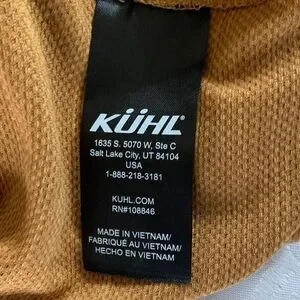 KÜHL
1635 S. 5070 W, Ste C
Salt Lake City, UT 84104
USA
1-888-218-3181
KUHL.COM
RN#108846
MADE IN VIETNAM/
FABRIQUÉ AU VIETNAM/
HECHO EN VIETNAM